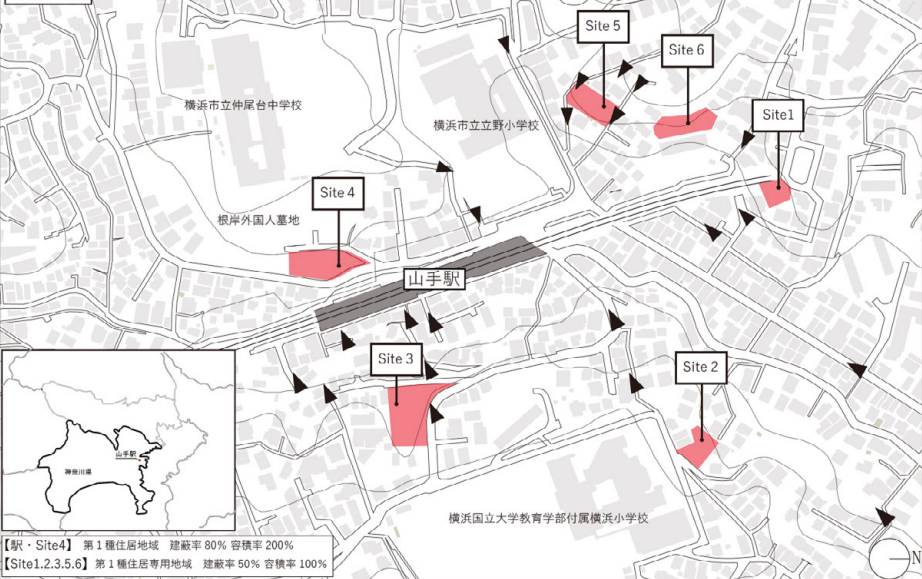 Site 5
Site 6
横浜市立仲尾台中学校
横浜市立立野小学校
Site1
Site 4
根岸外国人墓地
山手駅
Site 3
Site 2
山手駅
神奈川県
横浜国立大学教育学部付属横浜小学校
【駅・Site4】 第1種住居地域 建蔽率 80% 容積率 200%
【Site1.2.3.5.6】 第1種住居専用地域 建蔽率 50% 容積率 100%
N